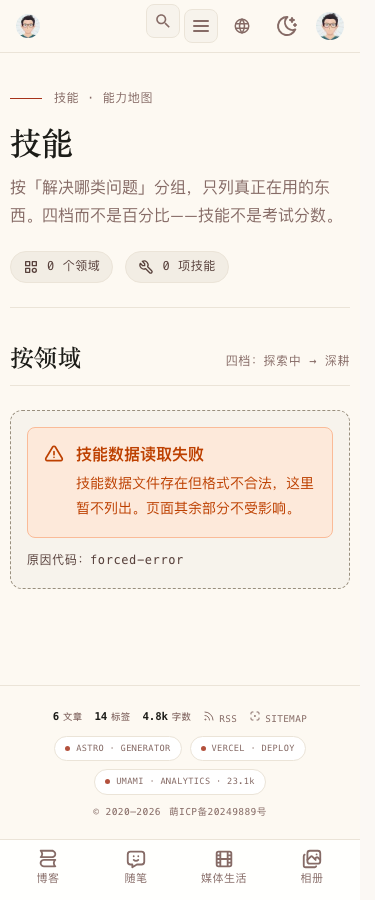 技能 · 能力地图
技能
按「解决哪类问题」分组，只列真正在用的东
西。四档而不是百分比——技能不是考试分数。
0 个领域
0 项技能
按领域
四档：探索中 → 深耕
技能数据读取失败
技能数据文件存在但格式不合法，这里
暂不列出。页面其余部分不受影响。
原因代码：forced-error
6 文章 14 标签 4.8k 字数 RSS SITEMAP
ASTRO · GENERATOR
VERCEL · DEPLOY
UMAMI · ANALYTICS · 23.1k
© 2020—2026 萌ICP备20249889号
博客
随笔
媒体生活
相册